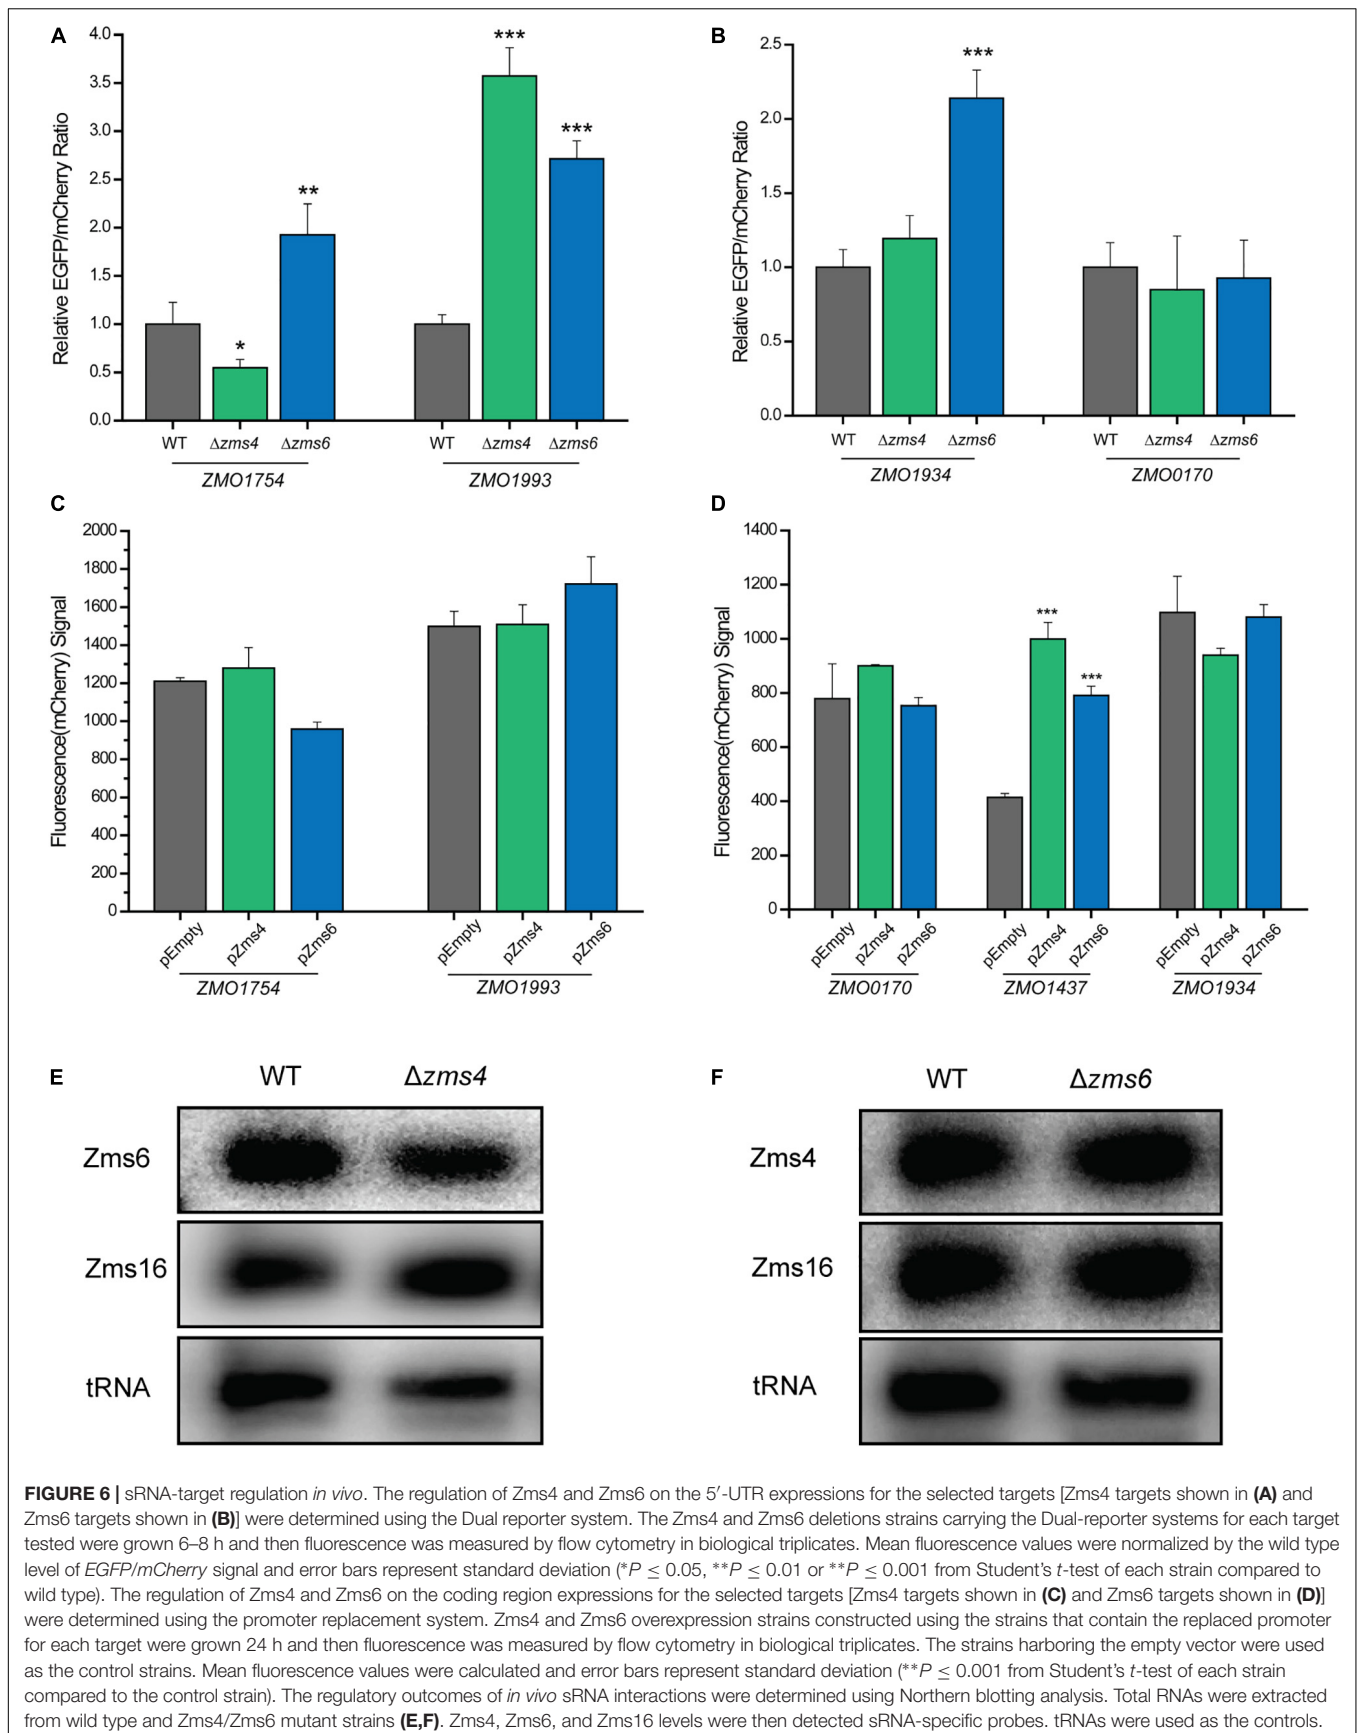 A
Relative EGFP/mCherry Ratio
4.0
3.5
3.0
2.5
2.0
1.5
1.0
0.5
0.0
*
**
***
***
WT Δzms4 Δzms6
WT Δzms4 Δzms6
ZMO1754
ZMO1993
B
Relative EGFP/mCherry Ratio
2.5
2.0
1.5
1.0
0.5
0.0
***
WT Δzms4 Δzms6
WT Δzms4 Δzms6
ZMO1934
ZMO0170
C
Fluorescence(mCherry) Signal
2000
1800
1600
1400
1200
1000
800
600
400
200
0
pEmpty pZms4 pZms6
pEmpty pZms4 pZms6
ZMO1754
ZMO1993
D
Fluorescence(mCherry) Signal
1400
1200
1000
800
600
400
200
0
***
***
pEmpty pZms4 pZms6
pEmpty pZms4 pZms6
pEmpty pZms4 pZms6
ZMO0170
ZMO1437
ZMO1934
E
WT Δzms4
Zms6
Zms16
tRNA
F
WT Δzms6
Zms4
Zms16
tRNA
FIGURE 6 | sRNA-target regulation in vivo. The regulation of Zms4 and Zms6 on the 5′-UTR expressions for the selected targets [Zms4 targets shown in (A) and
Zms6 targets shown in (B)] were determined using the Dual reporter system. The Zms4 and Zms6 deletions strains carrying the Dual-reporter systems for each target
tested were grown 6–8 h and then fluorescence was measured by flow cytometry in biological triplicates. Mean fluorescence values were normalized by the wild type
level of EGFP/mCherry signal and error bars represent standard deviation (*P ≤ 0.05, **P ≤ 0.01 or **P ≤ 0.001 from Student’s t-test of each strain compared to
wild type). The regulation of Zms4 and Zms6 on the coding region expressions for the selected targets [Zms4 targets shown in (C) and Zms6 targets shown in (D)]
were determined using the promoter replacement system. Zms4 and Zms6 overexpression strains constructed using the strains that contain the replaced promoter
for each target were grown 24 h and then fluorescence was measured by flow cytometry in biological triplicates. The strains harboring the empty vector were used
as the control strains. Mean fluorescence values were calculated and error bars represent standard deviation (**P ≤ 0.001 from Student’s t-test of each strain
compared to the control strain). The regulatory outcomes of in vivo sRNA interactions were determined using Northern blotting analysis. Total RNAs were extracted
from wild type and Zms4/Zms6 mutant strains (E,F). Zms4, Zms6, and Zms16 levels were then detected sRNA-specific probes. tRNAs were used as the controls.